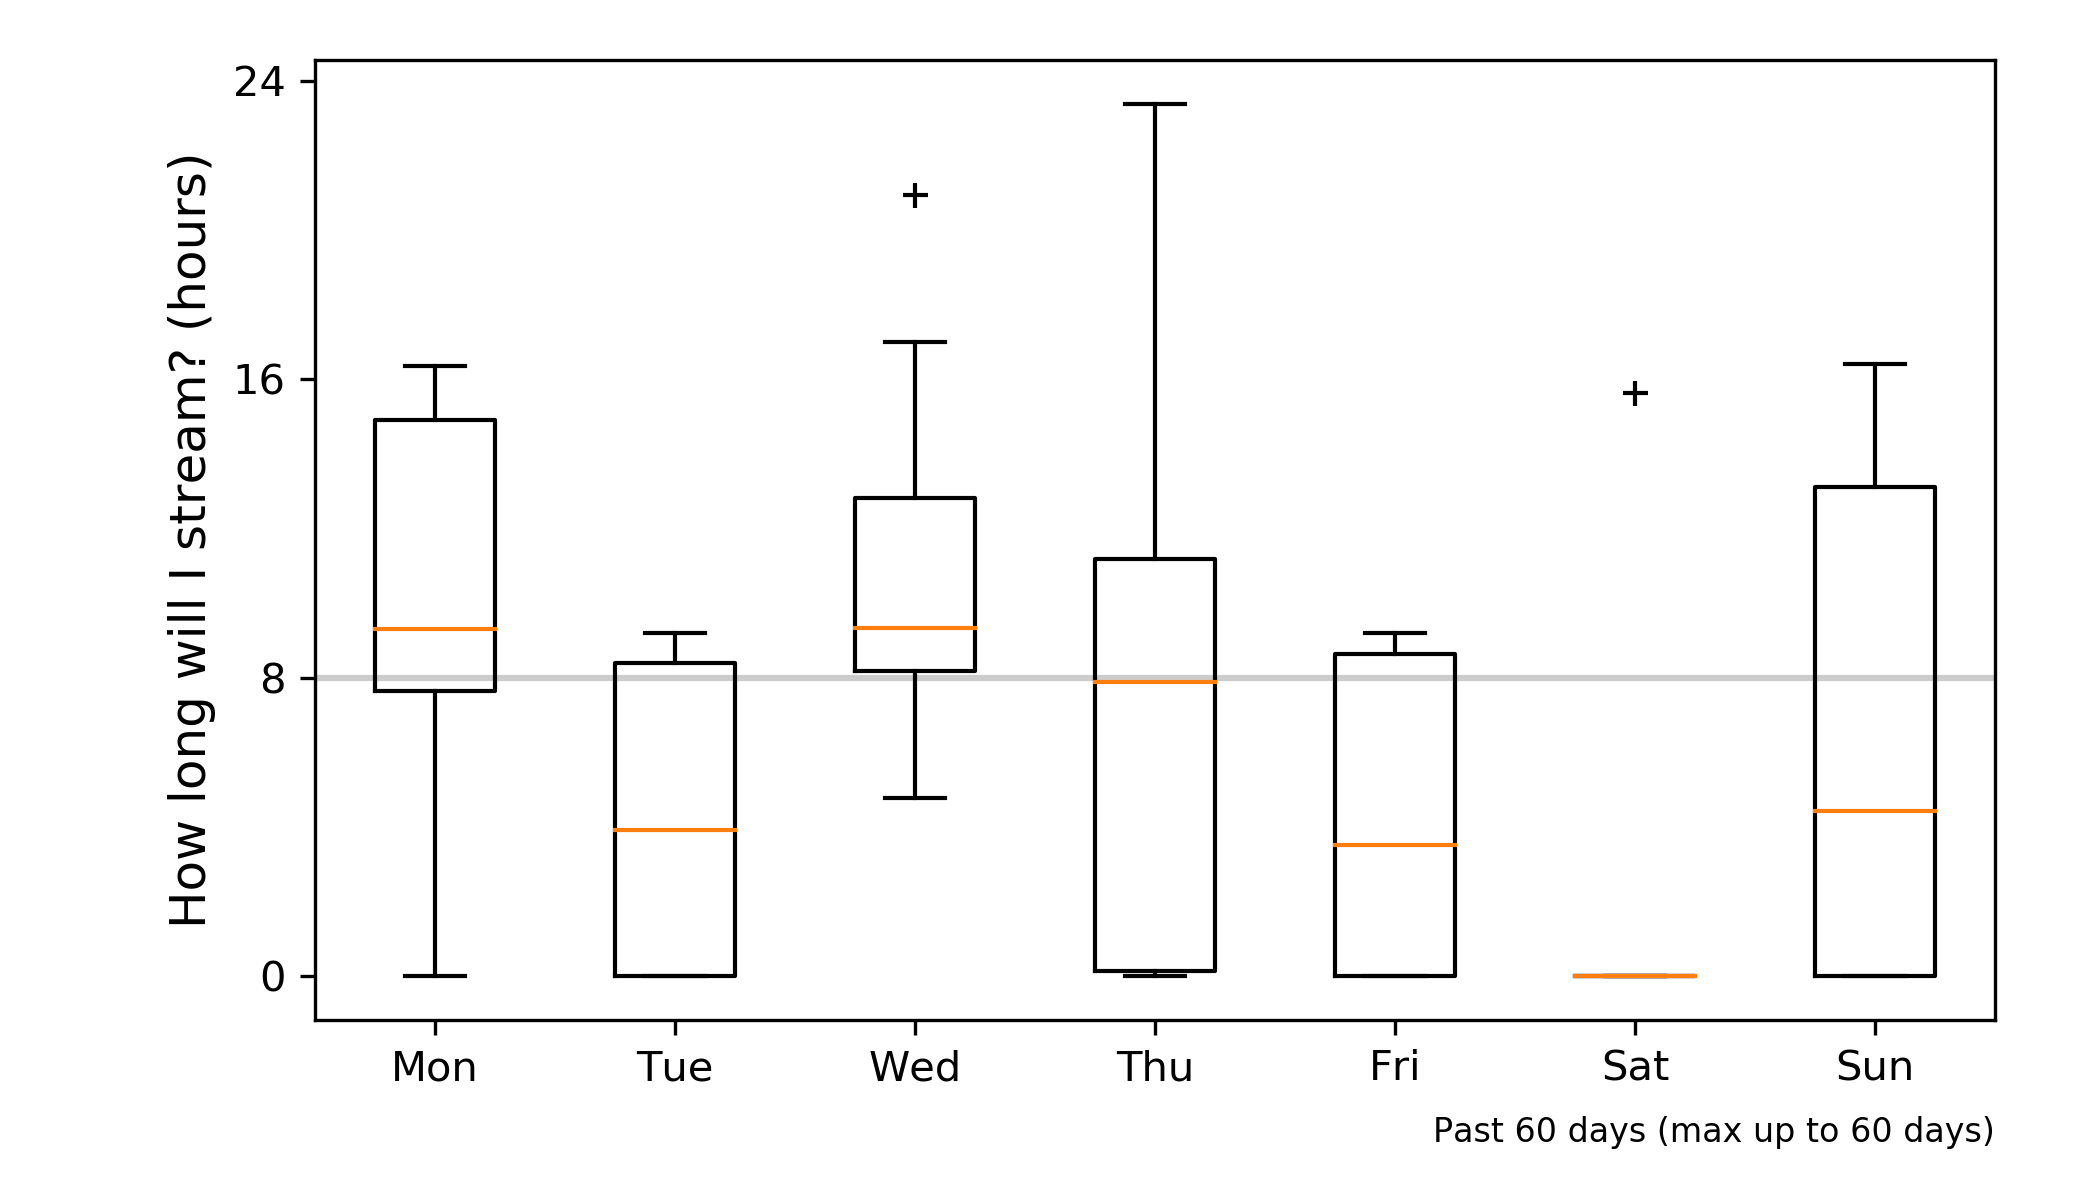 How long will I stream? (hours)
24
16
8
0
Mon Tue Wed Thu Fri Sat Sun
Past 60 days (max up to 60 days)